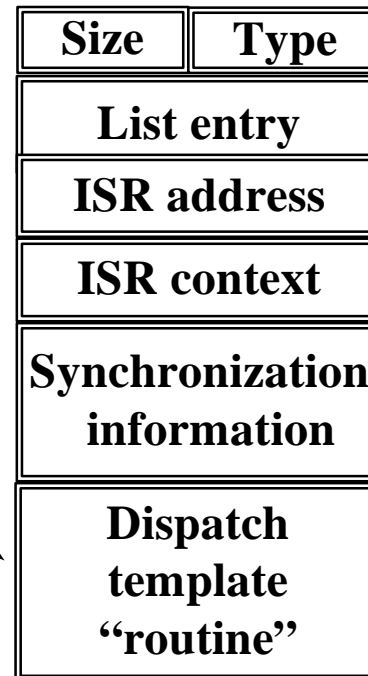 Size Type
List entry
ISR address
ISR context
Synchronization
information
Dispatch
template
“routine”